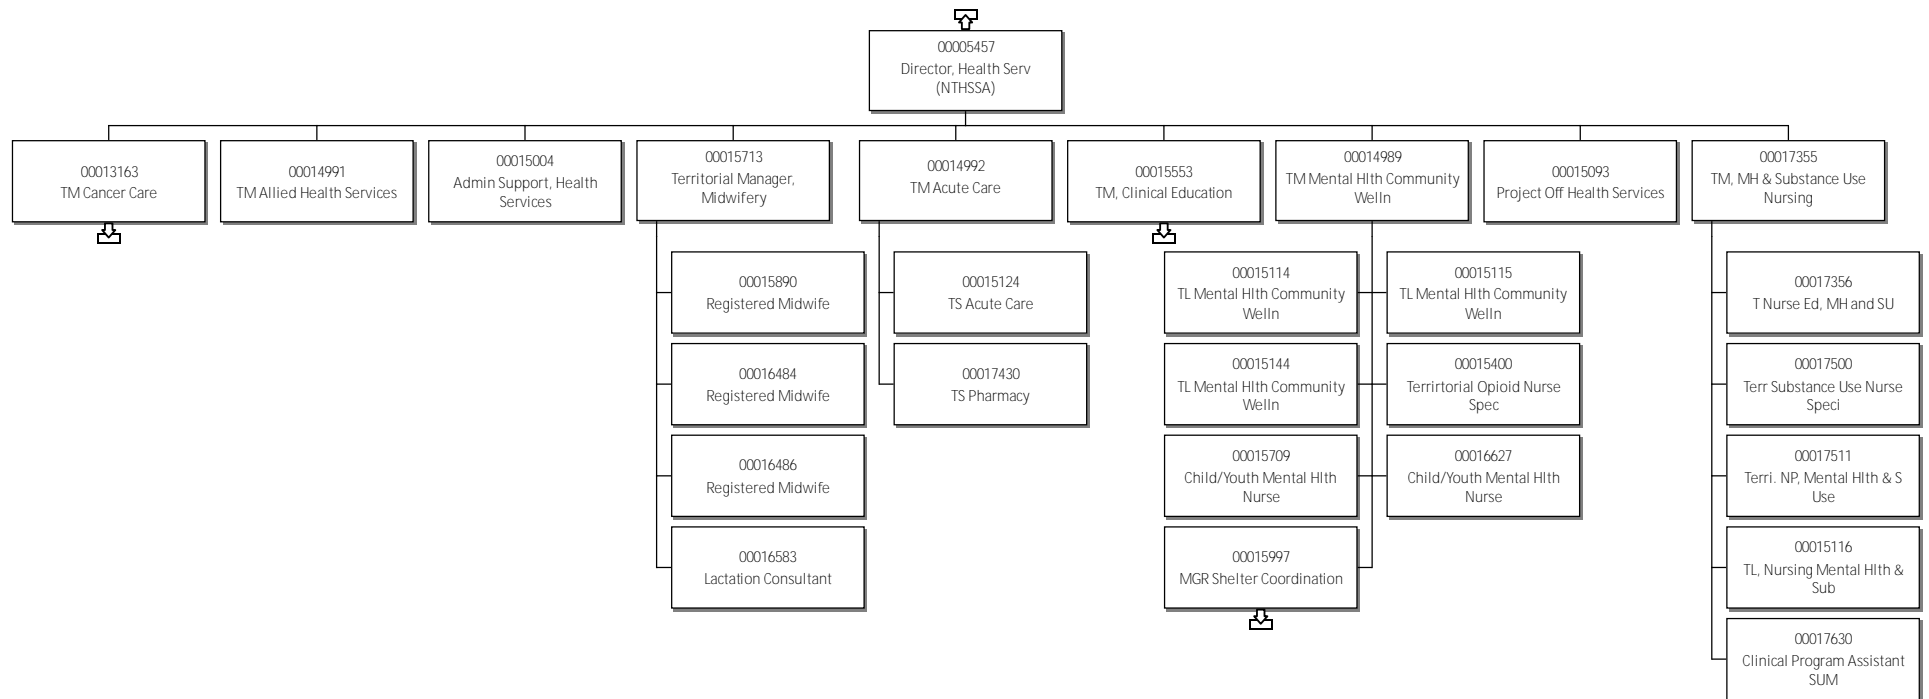 00005457
Director, Health Serv
(NTHSSA)
00013163
TM Cancer Care
00014991
TM Allied Health Services
00015004
Admin Support, Health
Services
00015713
Territorial Manager,
Midwifery
00014992
TM Acute Care
00015553
TM, Clinical Education
00014989
TM Mental Hlth Community
Welln
00015093
Project Off Health Services
00017355
TM, MH & Substance Use
Nursing
00015890
Registered Midwife
00016484
Registered Midwife
00016486
Registered Midwife
00016583
Lactation Consultant
00015124
TS Acute Care
00017430
TS Pharmacy
00015114
TL Mental Hlth Community
Welln
00015115
TL Mental Hlth Community
Welln
00015144
TL Mental Hlth Community
Welln
00015400
Terrirtorial Opioid Nurse
Spec
00015709
Child/Youth Mental Hlth
Nurse
00016627
Child/Youth Mental Hlth
Nurse
00015997
MGR Shelter Coordination
00017356
T Nurse Ed, MH and SU
00017500
Terr Substance Use Nurse
Speci
00017511
Terri. NP, Mental Hlth & S
Use
00015116
TL, Nursing Mental Hlth &
Sub
00017630
Clinical Program Assistant
SUM